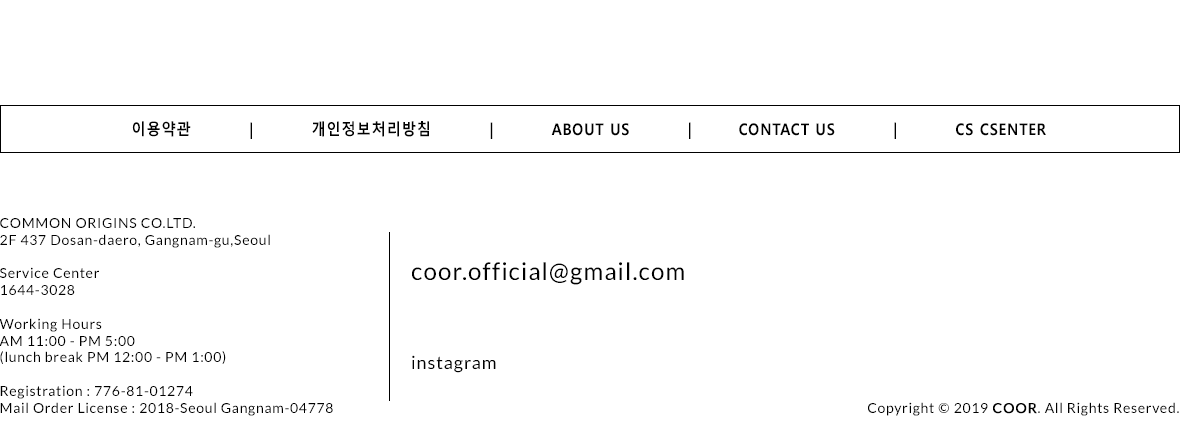 이용약관 | 개인정보처리방침 | ABOUT US | CONTACT US | CS CSENTER
COMMON ORIGINS CO.LTD.
2F 437 Dosan-daero, Gangnam-gu,Seoul
Service Center
1644-3028
Working Hours
AM 11:00 - PM 5:00
(lunch break PM 12:00 - PM 1:00)
Registration : 776-81-01274
Mail Order License : 2018-Seoul Gangnam-04778
coor.official@gmail.com
instagram
Copyright © 2019 COOR. All Rights Reserved.